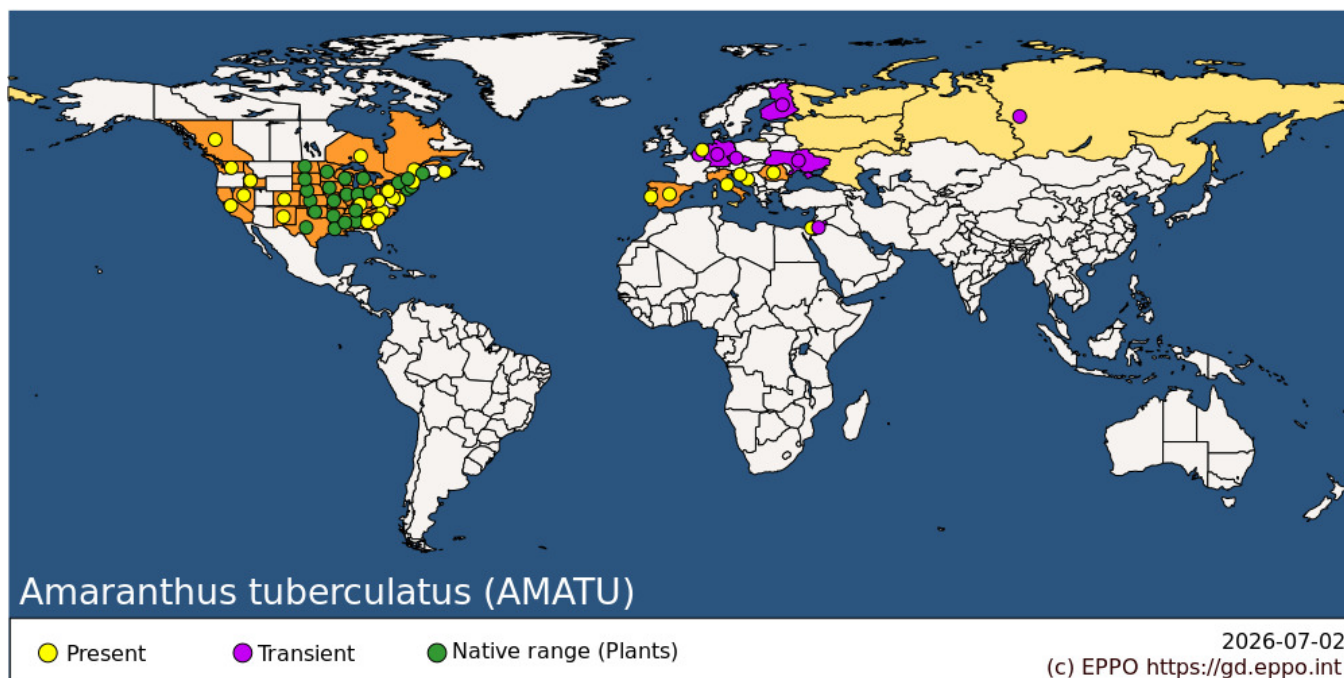 Amaranthus tuberculatus (AMATU)
Present
Transient
Native range (Plants)
2026-07-02
(c) EPPO https://gd.eppo.int